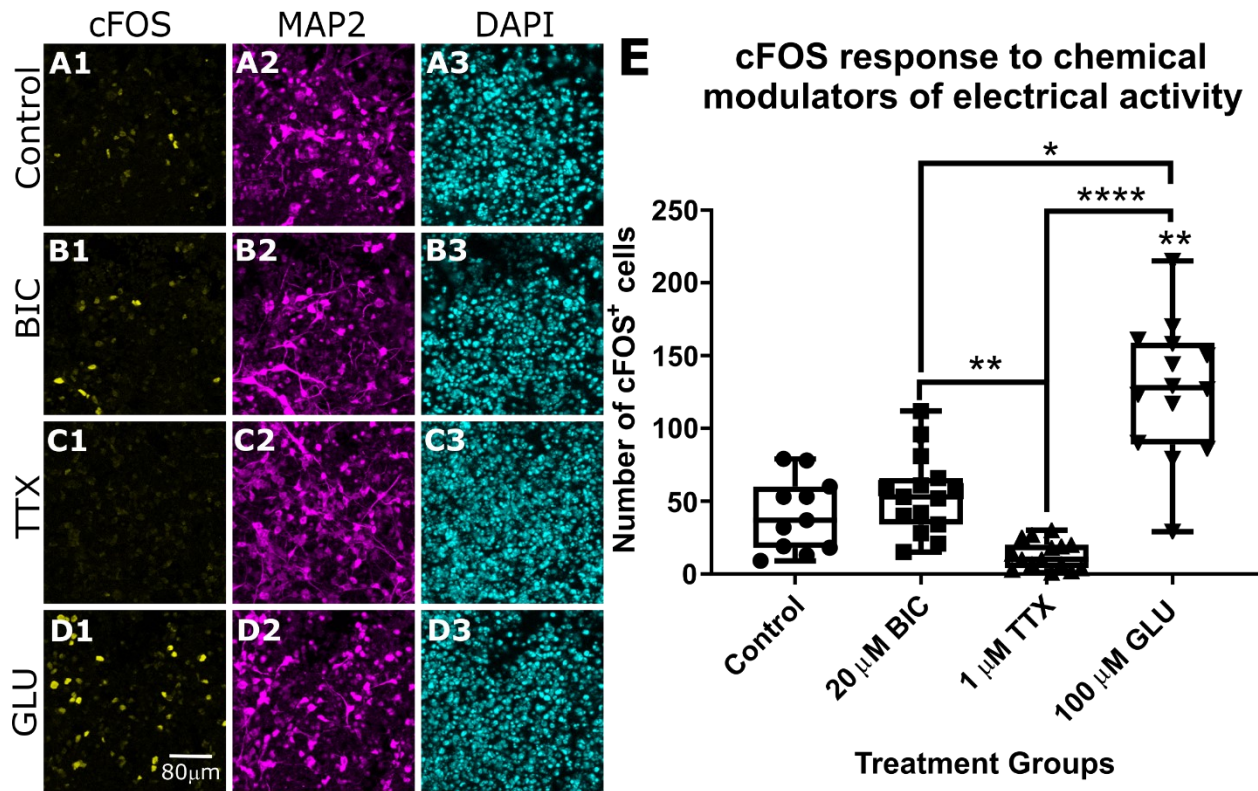 cFOS MAP2 DAPI
Control
A1 A2 A3
BIC
B1 B2 B3
TTX
C1 C2 C3
GLU
D1 D2 D3
80μm
E
cFOS response to chemical
modulators of electrical activity
Number of cFOS⁺ cells
250
200
150
100
50
0
*
****
**
**
Control
20 μM BIC
1 μM TTX
100 μM GLU
Treatment Groups